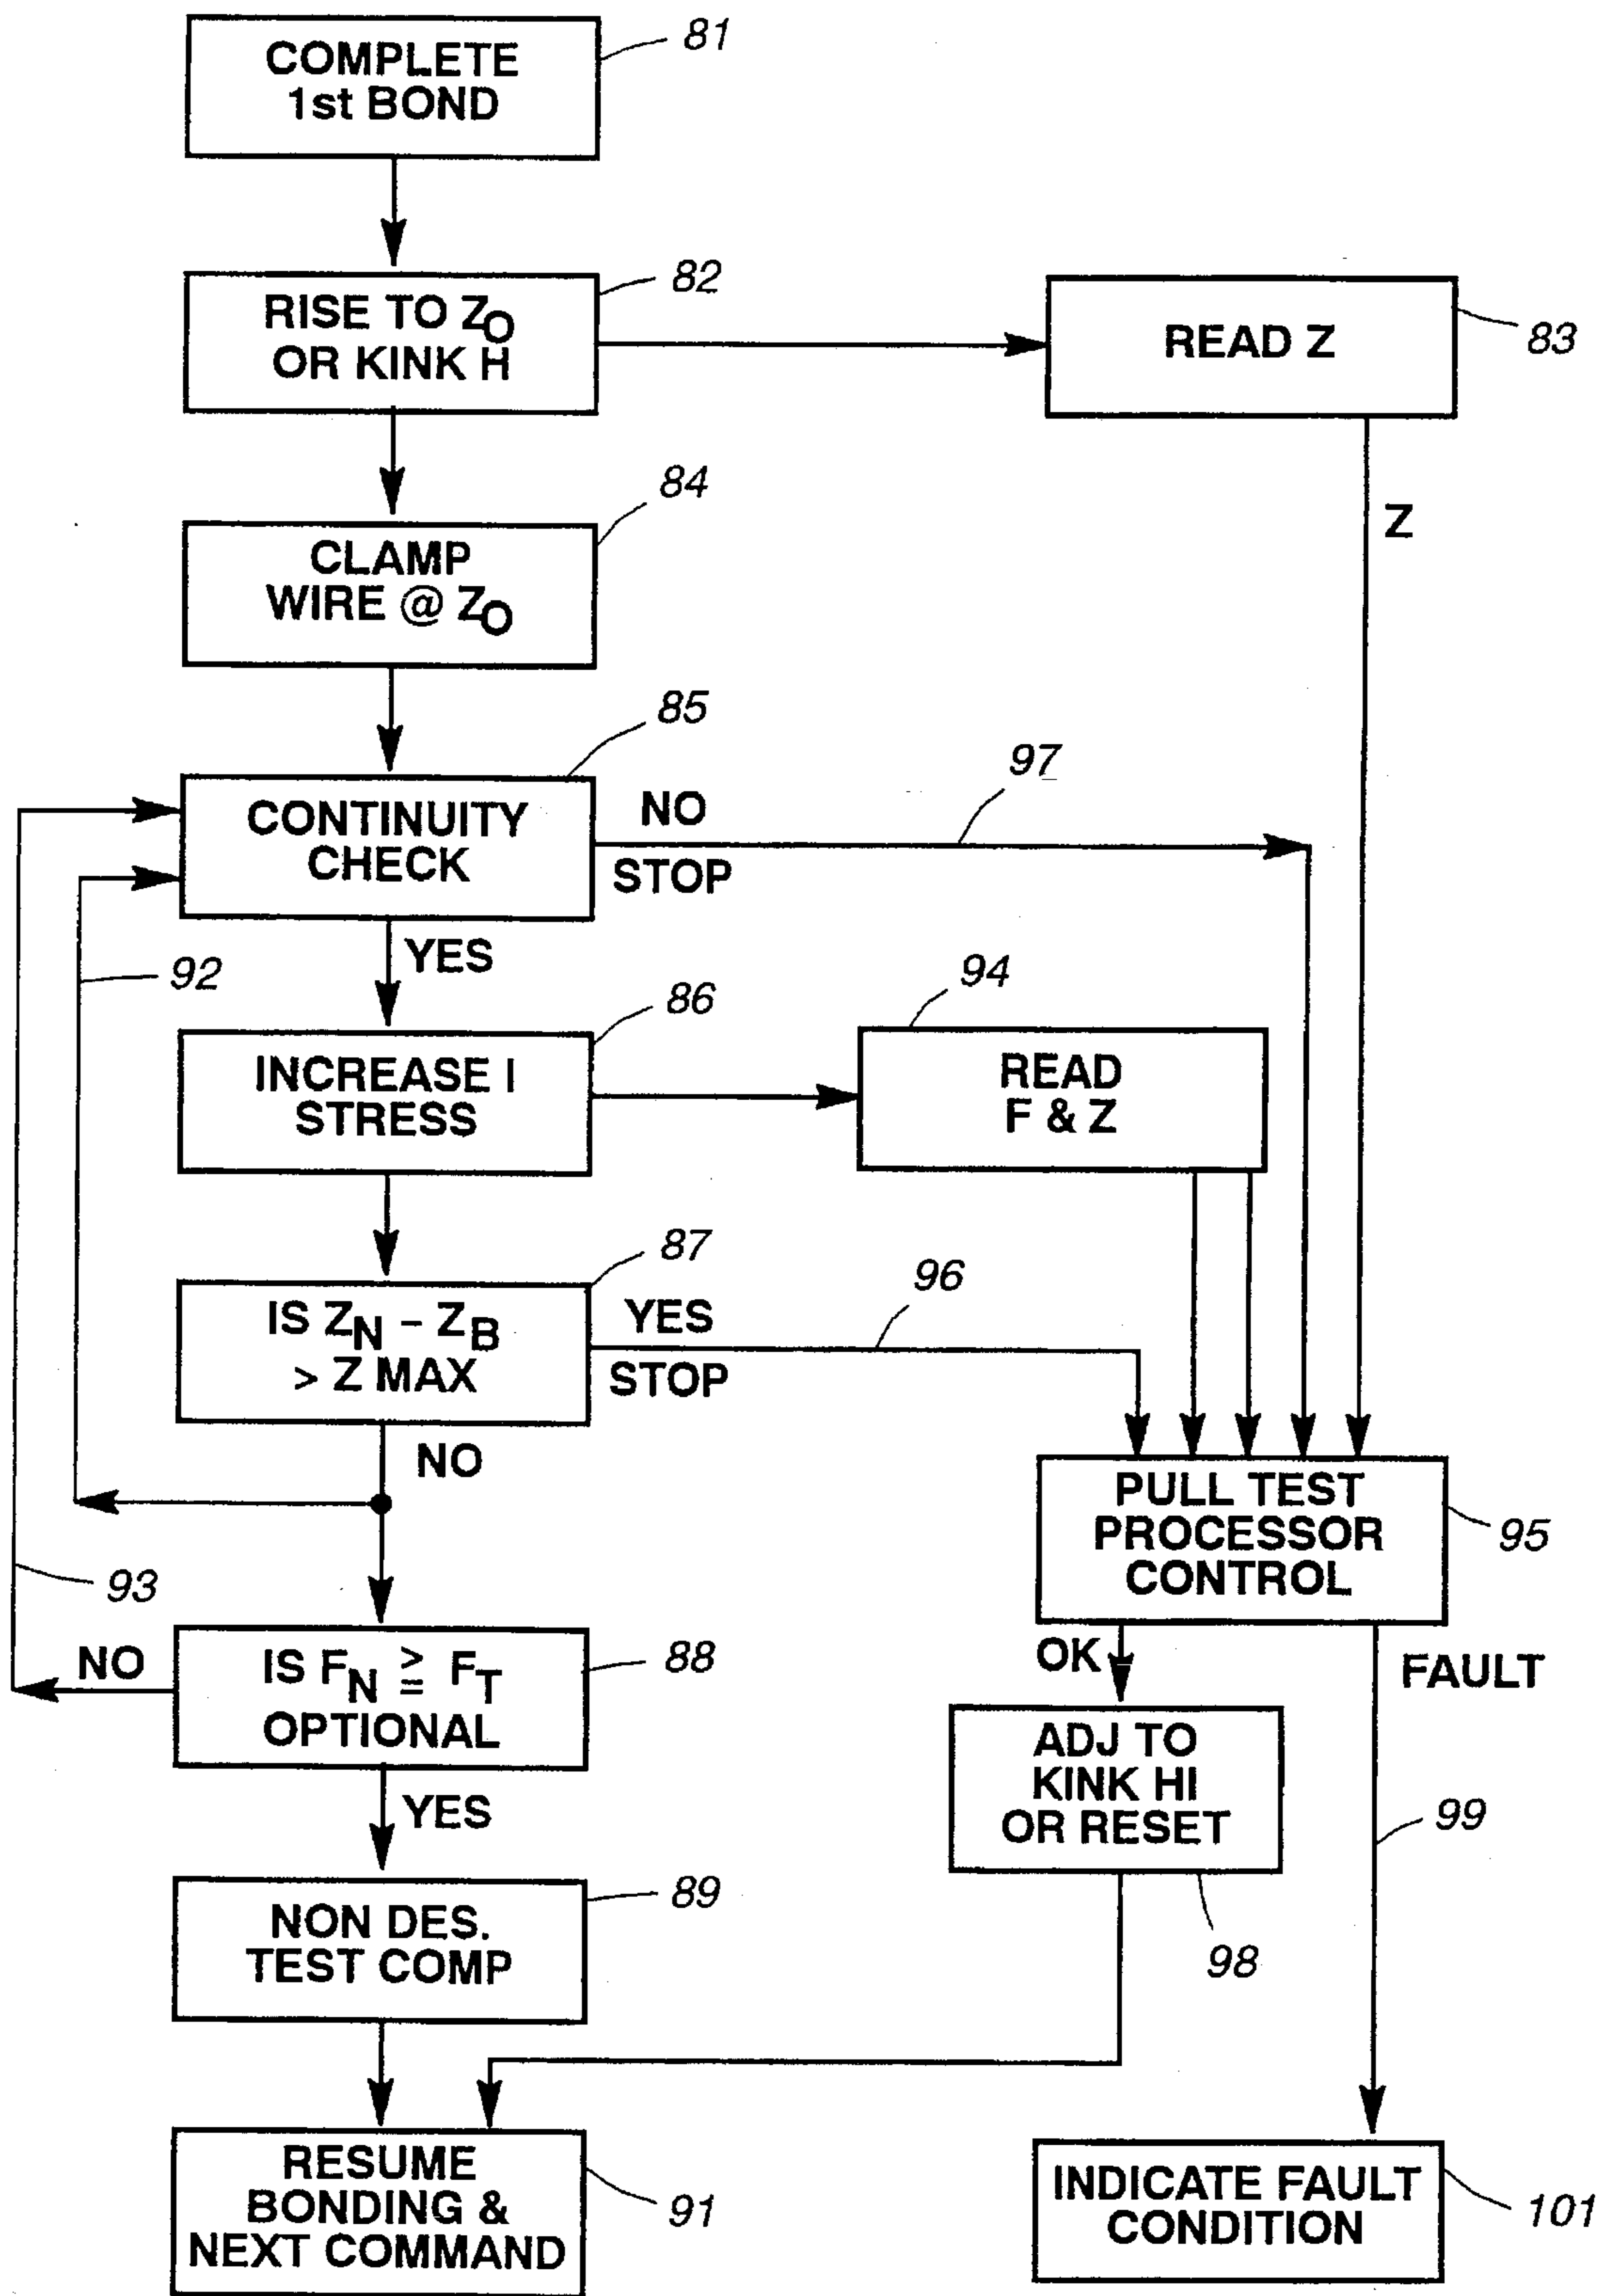 COMPLETE
1st BOND
81
RISE TO ZO
OR KINK H
82
READ Z
83
Z
CLAMP
WIRE @ ZO
84
CONTINUITY
CHECK
85
NO
STOP
97
YES
92
INCREASE I
STRESS
86
READ
F & Z
94
IS ZN – ZB
> Z MAX
87
YES
STOP
96
NO
PULL TEST
PROCESSOR
CONTROL
95
93
NO
IS FN ≧ FT
OPTIONAL
88
OK
FAULT
YES
ADJ TO
KINK HI
OR RESET
98
99
NON DES.
TEST COMP
89
RESUME
BONDING &
NEXT COMMAND
91
INDICATE FAULT
CONDITION
101